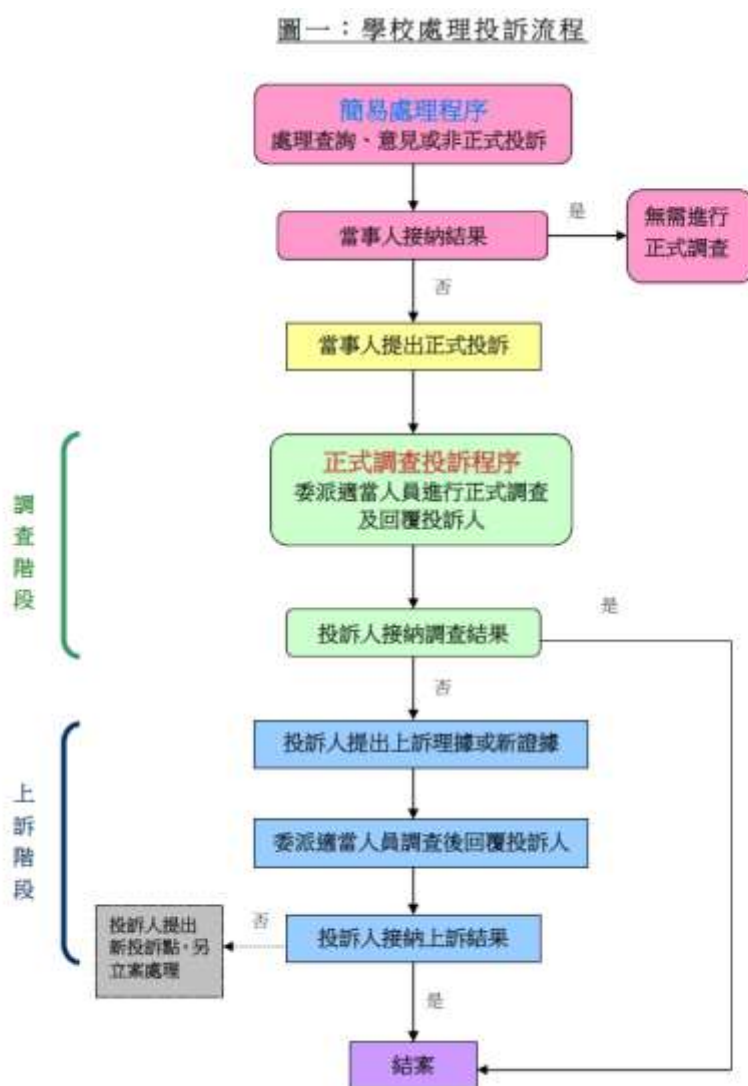 圖一：學校處理投訴流程
簡易處理程序
處理查詢、意見或非正式投訴
當事人接納結果
是
無需進行
正式調查
否
當事人提出正式投訴
調查階段
正式調查投訴程序
委派適當人員進行正式調查
及回覆投訴人
投訴人接納調查結果
是
否
上訴階段
投訴人提出上訴理據或新證據
委派適當人員調查後回覆投訴人
投訴人接納上訴結果
否
投訴人提出
新投訴點，另
立案處理
是
結案